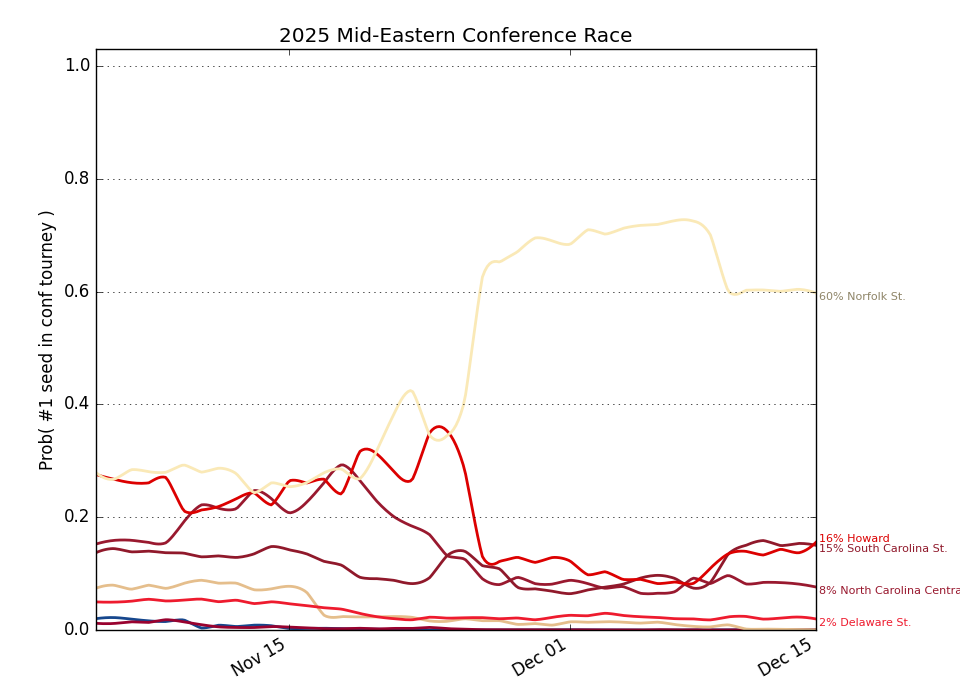 2025 Mid-Eastern Conference Race
Prob( #1 seed in conf tourney )
1.0
0.8
0.6
0.4
0.2
0.0
60% Norfolk St.
16% Howard
15% South Carolina St.
8% North Carolina Centra
2% Delaware St.
Nov 15
Dec 01
Dec 15